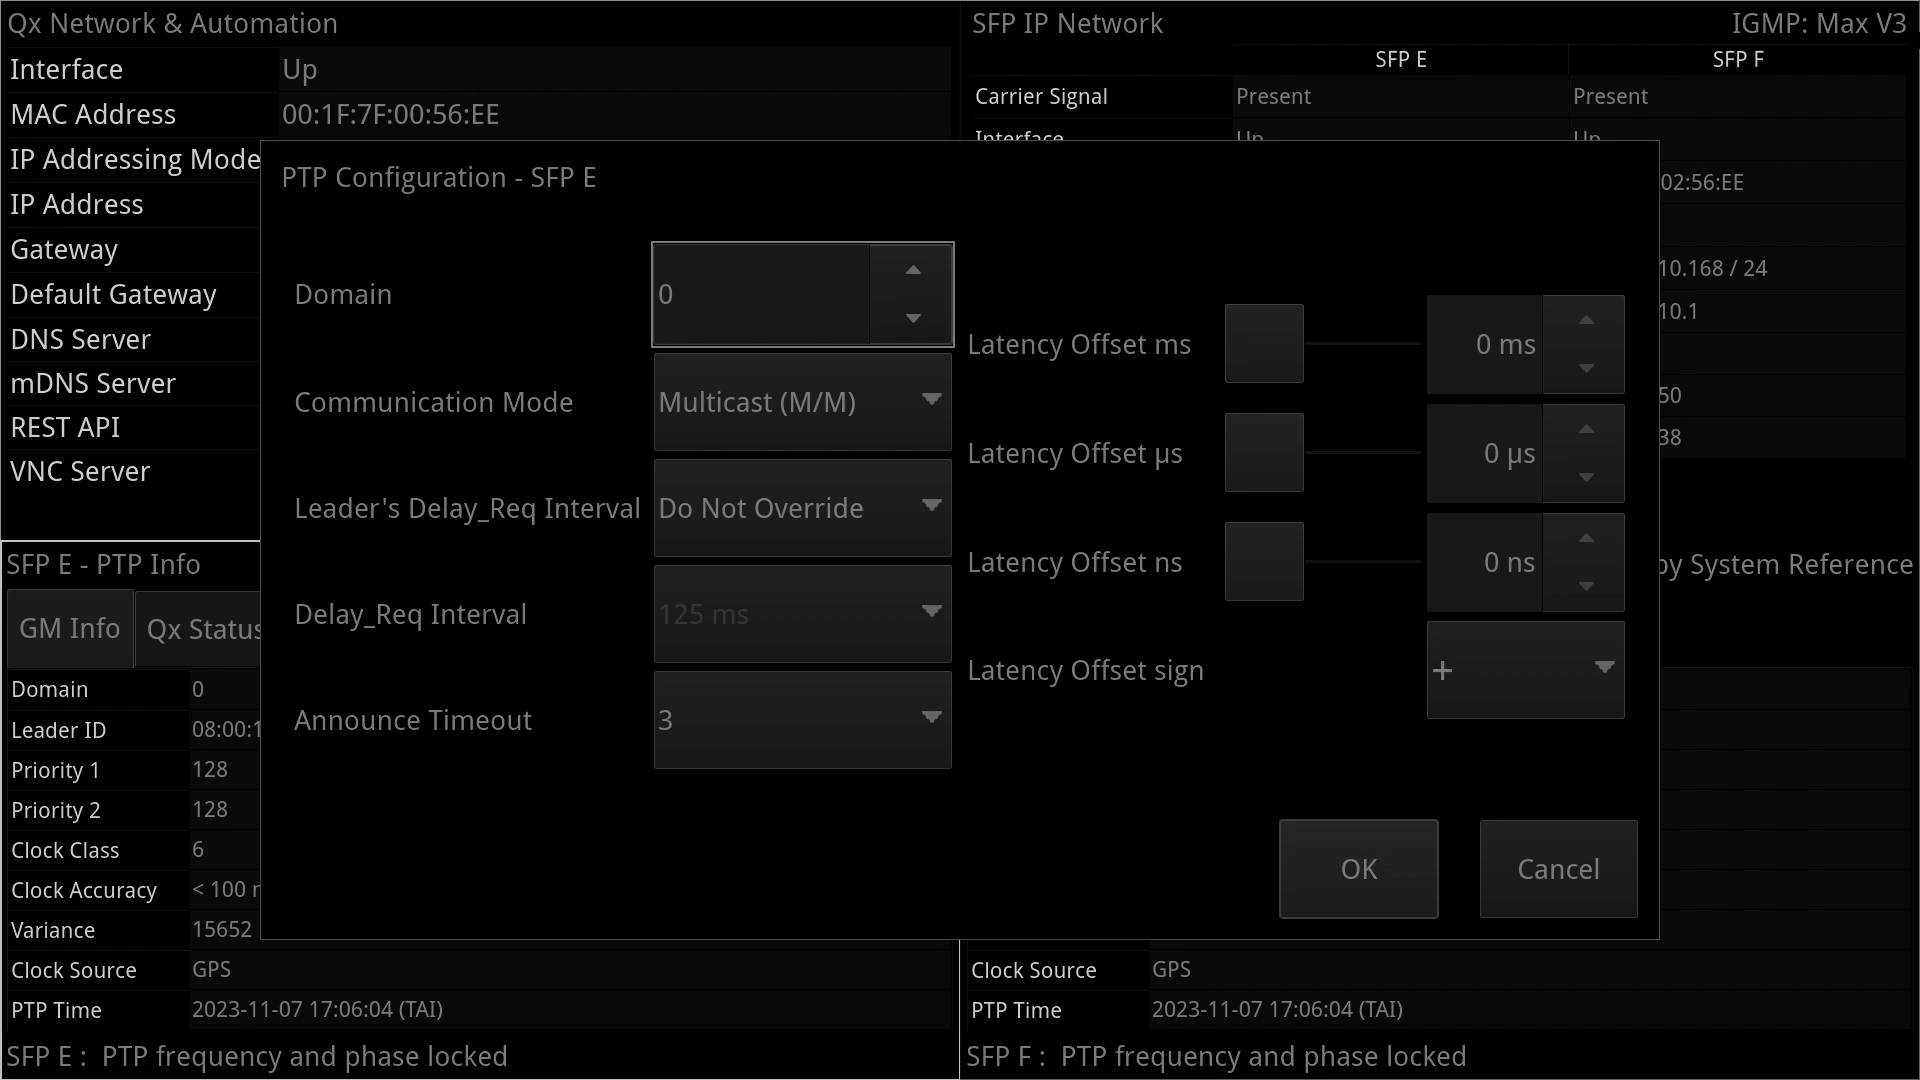 Qx Network & Automation
Interface Up
MAC Address 00:1F:7F:00:56:EE
IP Addressing Mode
IP Address
Gateway
Default Gateway
DNS Server
mDNS Server
REST API
VNC Server
SFP IP Network IGMP: Max V3
SFP E SFP F
Carrier Signal Present Present
Interface Up Up
02:56:EE
10.168 / 24
10.1
50
38
PTP Configuration - SFP E
Domain 0
Communication Mode Multicast (M/M)
Leader's Delay_Req Interval Do Not Override
Delay_Req Interval 125 ms
Announce Timeout 3
Latency Offset ms 0 ms
Latency Offset µs 0 µs
Latency Offset ns 0 ns
Latency Offset sign +
OK Cancel
SFP E - PTP Info
GM Info Qx Status
Domain 0
Leader ID 08:00:1
Priority 1 128
Priority 2 128
Clock Class 6
Clock Accuracy < 100
Variance 15652
Clock Source GPS
PTP Time 2023-11-07 17:06:04 (TAI)
SFP E : PTP frequency and phase locked
by System Reference
Clock Source GPS
PTP Time 2023-11-07 17:06:04 (TAI)
SFP F : PTP frequency and phase locked